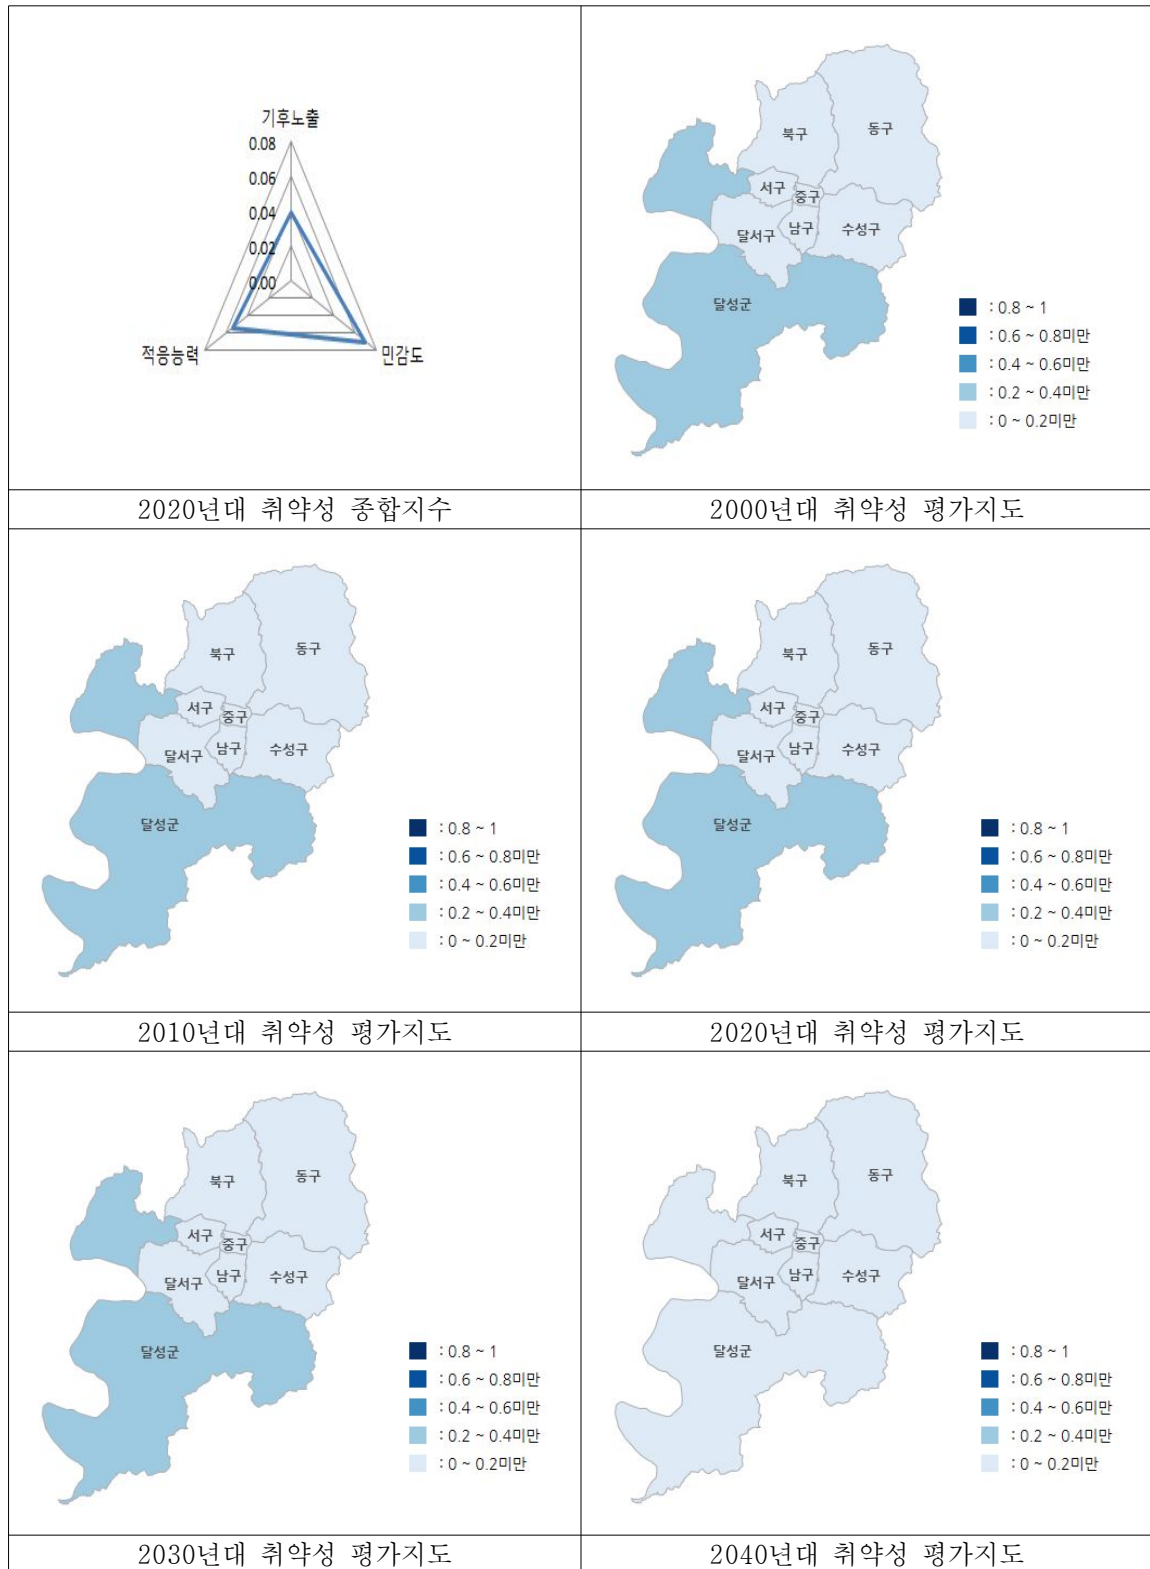 기후노출
0.08
0.06
0.04
0.02
0.00
적응능력
민감도
북구
동구
서구
중구
달서구
남구
수성구
달성군
: 0.8 ~ 1
: 0.6 ~ 0.8미만
: 0.4 ~ 0.6미만
: 0.2 ~ 0.4미만
: 0 ~ 0.2미만
2020년대 취약성 종합지수
2000년대 취약성 평가지도
북구
동구
서구
중구
달서구
남구
수성구
달성군
: 0.8 ~ 1
: 0.6 ~ 0.8미만
: 0.4 ~ 0.6미만
: 0.2 ~ 0.4미만
: 0 ~ 0.2미만
북구
동구
서구
중구
달서구
남구
수성구
달성군
: 0.8 ~ 1
: 0.6 ~ 0.8미만
: 0.4 ~ 0.6미만
: 0.2 ~ 0.4미만
: 0 ~ 0.2미만
2010년대 취약성 평가지도
2020년대 취약성 평가지도
북구
동구
서구
중구
달서구
남구
수성구
달성군
: 0.8 ~ 1
: 0.6 ~ 0.8미만
: 0.4 ~ 0.6미만
: 0.2 ~ 0.4미만
: 0 ~ 0.2미만
북구
동구
서구
중구
달서구
남구
수성구
달성군
: 0.8 ~ 1
: 0.6 ~ 0.8미만
: 0.4 ~ 0.6미만
: 0.2 ~ 0.4미만
: 0 ~ 0.2미만
2030년대 취약성 평가지도
2040년대 취약성 평가지도